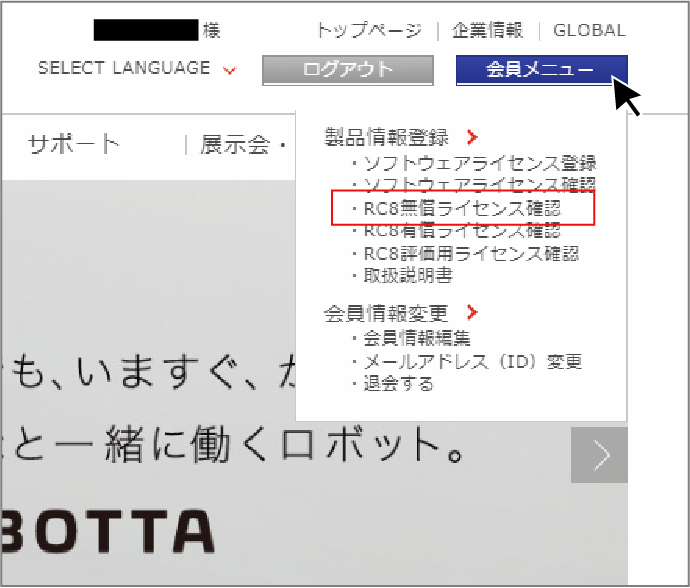 様
トップページ | 企業情報 | GLOBAL
SELECT LANGUAGE
ログアウト
会員メニュー
サポート | 展示会・
製品情報登録
・ソフトウェアライセンス登録
・ソフトウェアライセンス確認
・RC8無償ライセンス確認
・RC8有償ライセンス確認
・RC8評価用ライセンス確認
・取扱説明書
会員情報変更
・会員情報編集
・メールアドレス（ID）変更
・退会する
も、いますぐ、か
と一緒に働くロボット。
BOTTA